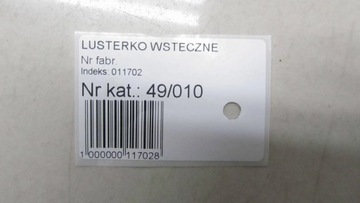 LUSTERKO WSTECZNE
Nr fabr
Indeks: 011702
Nr kat.: 49/010
1 000000 117028